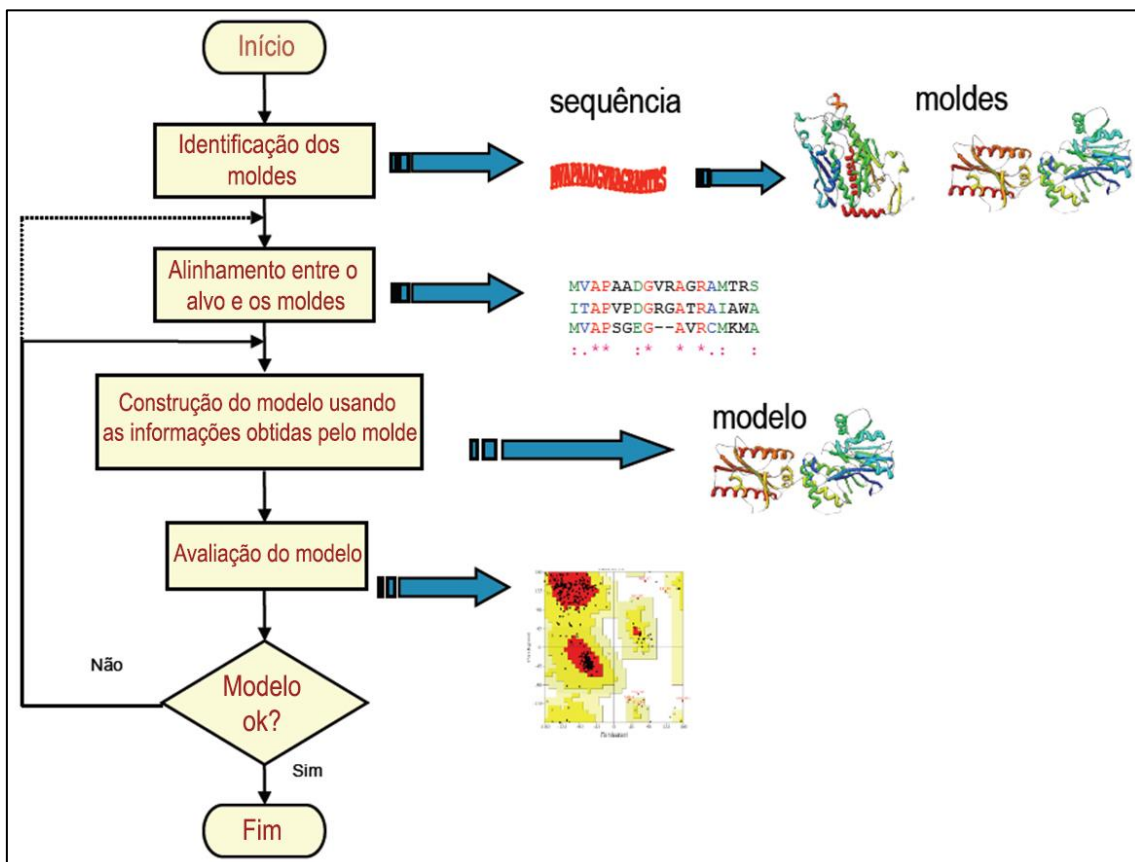 Início
Identificação dos
moldes
sequência
moldes
Alinhamento entre o
alvo e os moldes
MVAPAADGVRAGRAMTRS
ITAPVPDGRGATRAIAWA
MVAPSGEG--AVRCMKMA
:.** :* * *.: :
Construção do modelo usando
as informações obtidas pelo molde
modelo
Avaliação do modelo
Não
Modelo
ok?
Sim
Fim